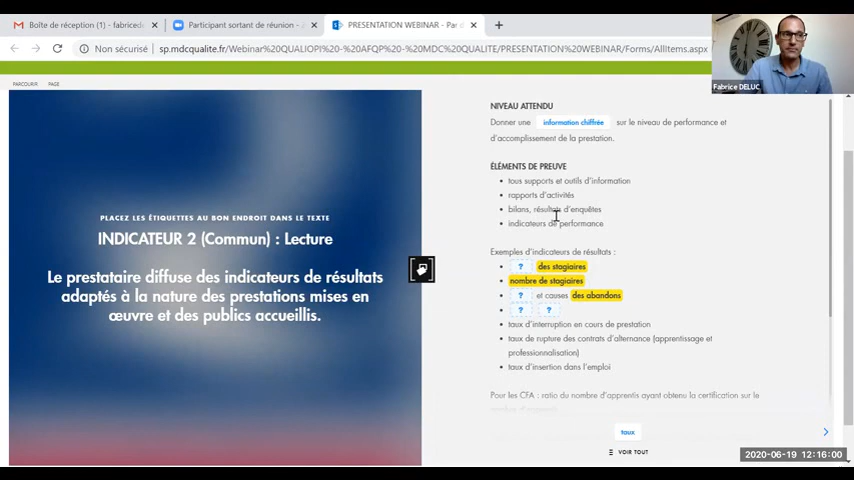 Boîte de réception (1) - fabricede
Participant sortant de réunion -
PRESENTATION WEBINAR - Par d
Non sécurisé
sp.mdcqualite.fr/Webinar%20QUALIOPI%20-%20AFQP%20-%20MDC%20QUALITE/PRESENTATION%20WEBINAR/Forms/AllItems.aspx
Fabrice DELUC
PARCOURIR PAGE
PLACEZ LES ÉTIQUETTES AU BON ENDROIT DANS LE TEXTE
INDICATEUR 2 (Commun) : Lecture
Le prestataire diffuse des indicateurs de résultats
adaptés à la nature des prestations mises en
œuvre et des publics accueillis.
NIVEAU ATTENDU
Donner une information chiffrée sur le niveau de performance et
d'accomplissement de la prestation.
ÉLÉMENTS DE PREUVE
• tous supports et outils d'information
• rapports d'activités
• bilans, résultats d'enquêtes
• indicateurs de performance
Exemples d'indicateurs de résultats :
• ? des stagiaires
• nombre de stagiaires
• ? et causes des abandons
• ? ?
• taux d'interruption en cours de prestation
• taux de rupture des contrats d'alternance (apprentissage et
professionnalisation)
• taux d'insertion dans l'emploi
Pour les CFA : ratio du nombre d'apprentis ayant obtenu la certification sur le
taux
VOIR TOUT
2020-06-19 12:16:00